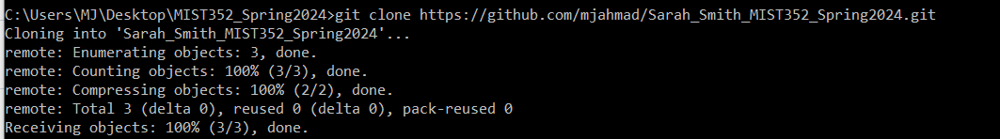 C:\Users\MJ\Desktop\MIST352_Spring2024>git clone https://github.com/mjahmad/Sarah_Smith_MIST352_Spring2024.git
Cloning into 'Sarah_Smith_MIST352_Spring2024'...
remote: Enumerating objects: 3, done.
remote: Counting objects: 100% (3/3), done.
remote: Compressing objects: 100% (2/2), done.
remote: Total 3 (delta 0), reused 0 (delta 0), pack-reused 0
Receiving objects: 100% (3/3), done.